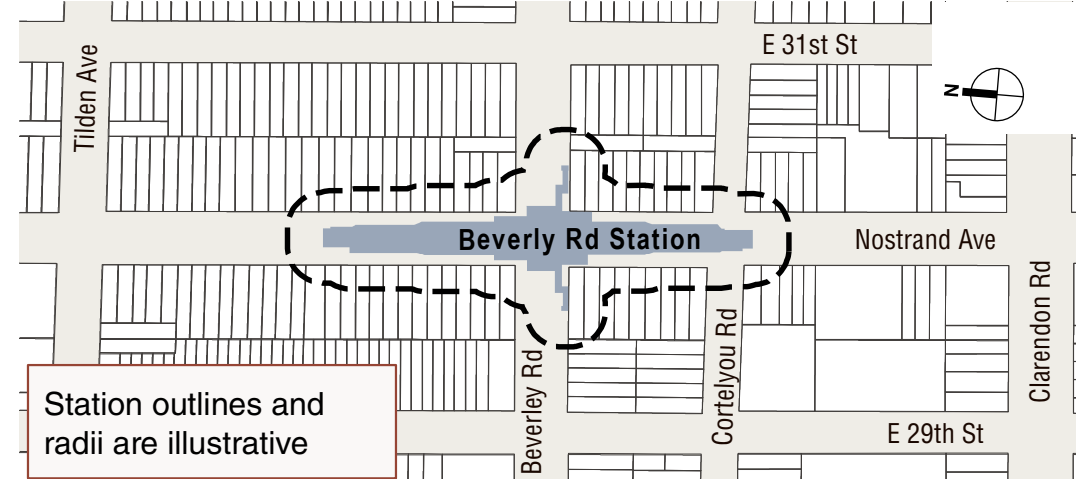 E 31st St
Tilden Ave
N
Beverly Rd Station
Nostrand Ave
Clarendon Rd
Cortelyou Rd
Beverley Rd
Station outlines and
radii are illustrative
E 29th St